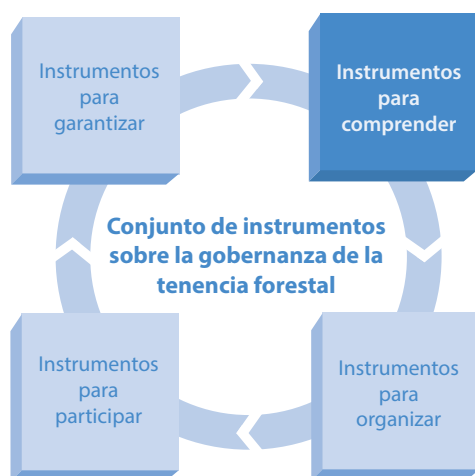 Instrumentos
para
garantizar
Instrumentos
para
comprender
Conjunto de instrumentos
sobre la gobernanza de la
tenencia forestal
Instrumentos
para
participar
Instrumentos
para
organizar